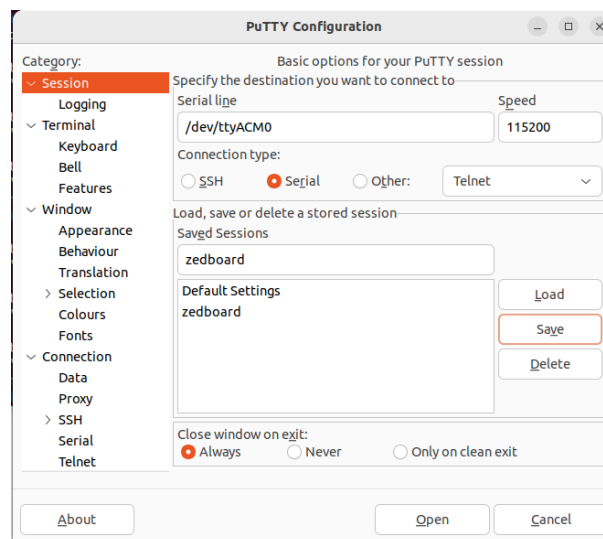 PuTTY Configuration
Category:
Session
Logging
Terminal
Keyboard
Bell
Features
Window
Appearance
Behaviour
Translation
Selection
Colours
Fonts
Connection
Data
Proxy
SSH
Serial
Telnet
Basic options for your PuTTY session
Specify the destination you want to connect to
Serial line
Speed
/dev/ttyACM0
115200
Connection type:
SSH
Serial
Other:
Telnet
Load, save or delete a stored session
Saved Sessions
zedboard
Default Settings
zedboard
Load
Save
Delete
Close window on exit:
Always
Never
Only on clean exit
About
Open
Cancel